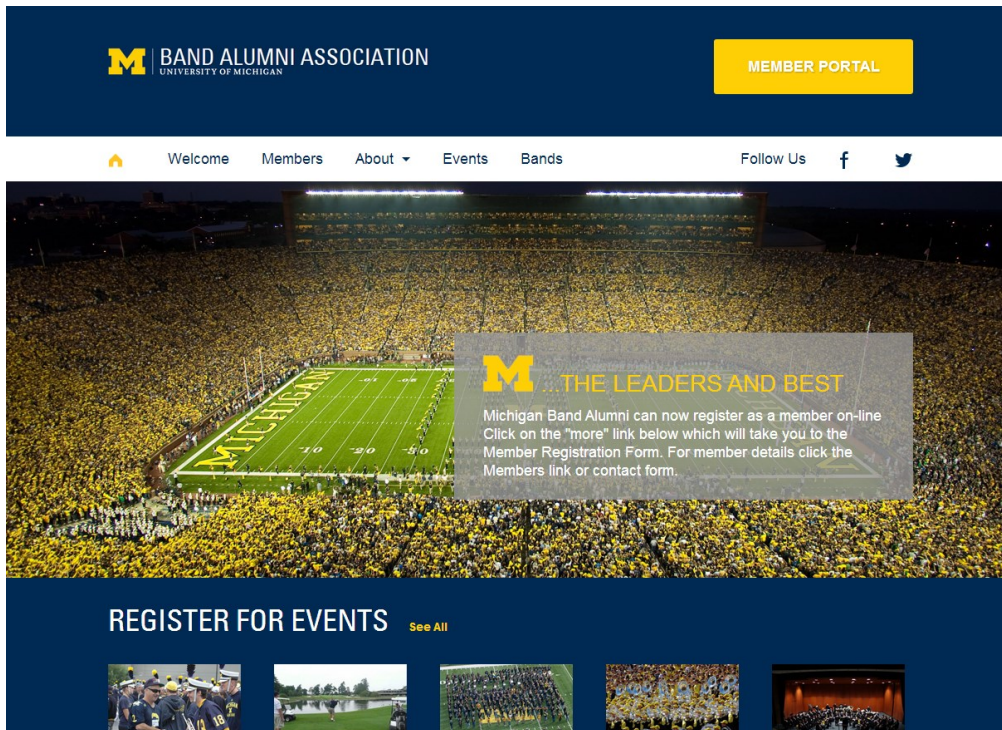 M BAND ALUMNI ASSOCIATION
UNIVERSITY OF MICHIGAN
MEMBER PORTAL
Welcome Members About Events Bands Follow Us
M ...THE LEADERS AND BEST
Michigan Band Alumni can now register as a member on-line
Click on the "more" link below which will take you to the
Member Registration Form. For member details click the
Members link or contact form.
MICHIGAN
-10 -20 -30
REGISTER FOR EVENTS See All